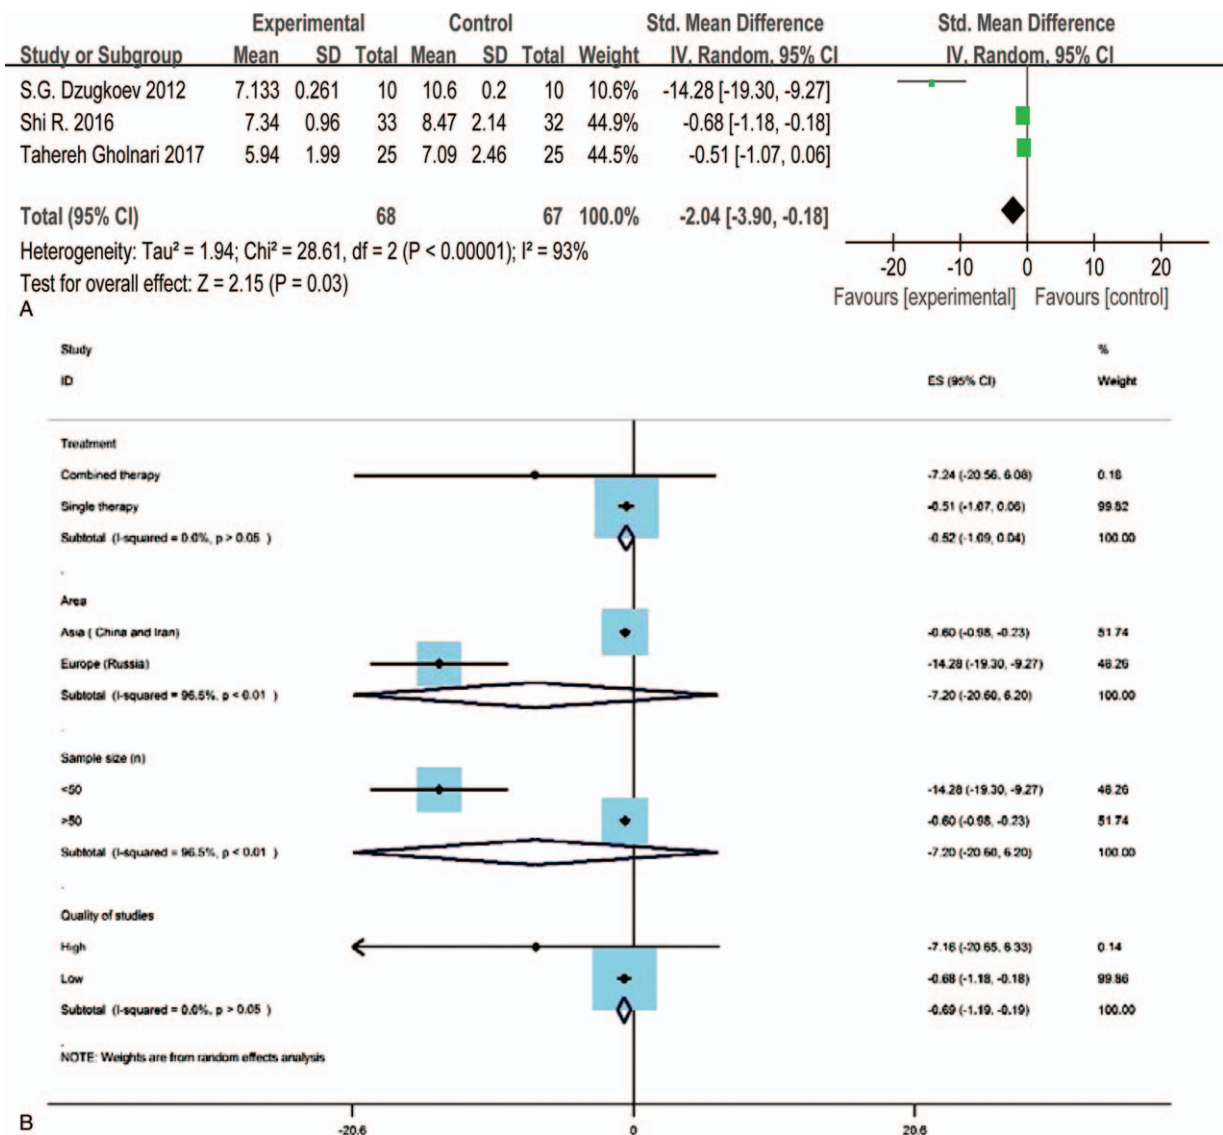 Experimental Control Std. Mean Difference Std. Mean Difference
Study or Subgroup Mean SD Total Mean SD Total Weight IV, Random, 95% CI IV, Random, 95% CI
S.G. Dzugkoev 2012 7.133 0.261 10 10.6 0.2 10 10.6% -14.28 [-19.30, -9.27]
Shi R. 2016 7.34 0.96 33 8.47 2.14 32 44.9% -0.68 [-1.18, -0.18]
Tahereh Gholnari 2017 5.94 1.99 25 7.09 2.46 25 44.5% -0.51 [-1.07, 0.06]
Total (95% CI) 68 67 100.0% -2.04 [-3.90, -0.18]
Heterogeneity: Tau² = 1.94; Chi² = 28.61, df = 2 (P < 0.00001); I² = 93%
Test for overall effect: Z = 2.15 (P = 0.03)
-20 -10 0 10 20
Favours [experimental] Favours [control]
A
Study %
ID ES (95% CI) Weight
Treatment
Combined therapy -7.24 (-20.56, 6.08) 0.18
Single therapy -0.51 (-1.07, 0.06) 99.82
Subtotal (I-squared = 0.0%, p > 0.05 ) -0.52 (-1.09, 0.04) 100.00
.
Area
Asia ( China and Iran) -0.60 (-0.98, -0.23) 51.74
Europe (Russia) -14.28 (-19.30, -9.27) 48.26
Subtotal (I-squared = 96.5%, p < 0.01 ) -7.20 (-20.60, 6.20) 100.00
.
Sample size (n)
<50 -14.28 (-19.30, -9.27) 48.26
>50 -0.60 (-0.98, -0.23) 51.74
Subtotal (I-squared = 96.5%, p < 0.01 ) -7.20 (-20.60, 6.20) 100.00
.
Quality of studies
High -7.16 (-20.65, 6.33) 0.14
Low -0.68 (-1.18, -0.18) 99.86
Subtotal (I-squared = 0.0%, p > 0.05 ) -0.69 (-1.19, -0.19) 100.00
.
NOTE: Weights are from random effects analysis
B
-20.6 0 20.6